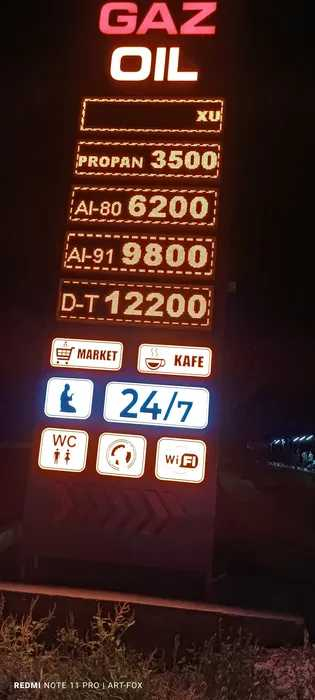 GAZ
OIL
XU
PROPAN 3500
AI-80 6200
AI-91 9800
D-T 12200
MARKET
KAFE
24/7
WC
WiFi
REDMI NOTE 11 PRO | ART-FOX